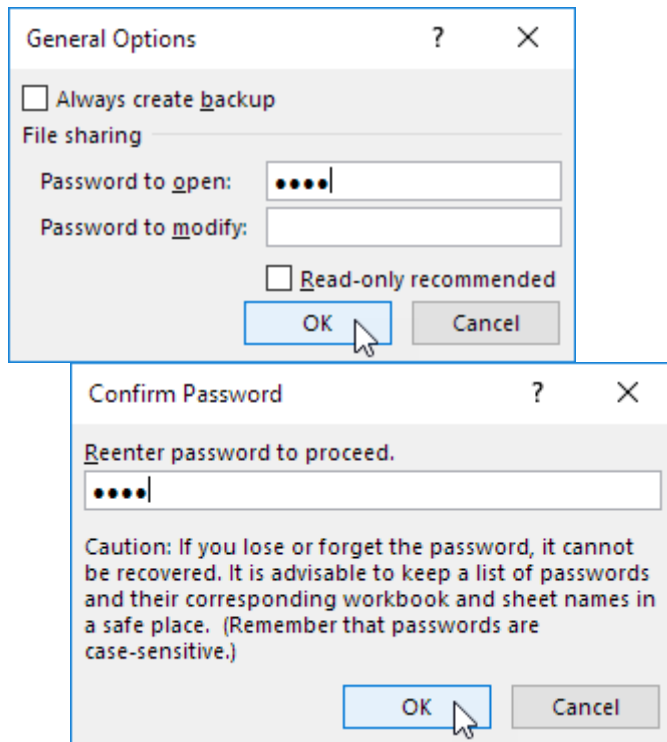 General Options ?
Always create backup
File sharing
Password to open: ••••
Password to modify:
Read-only recommended
OK Cancel
Confirm Password ?
Reenter password to proceed.
••••
Caution: If you lose or forget the password, it cannot
be recovered. It is advisable to keep a list of passwords
and their corresponding workbook and sheet names in
a safe place.  (Remember that passwords are
case-sensitive.)
OK Cancel